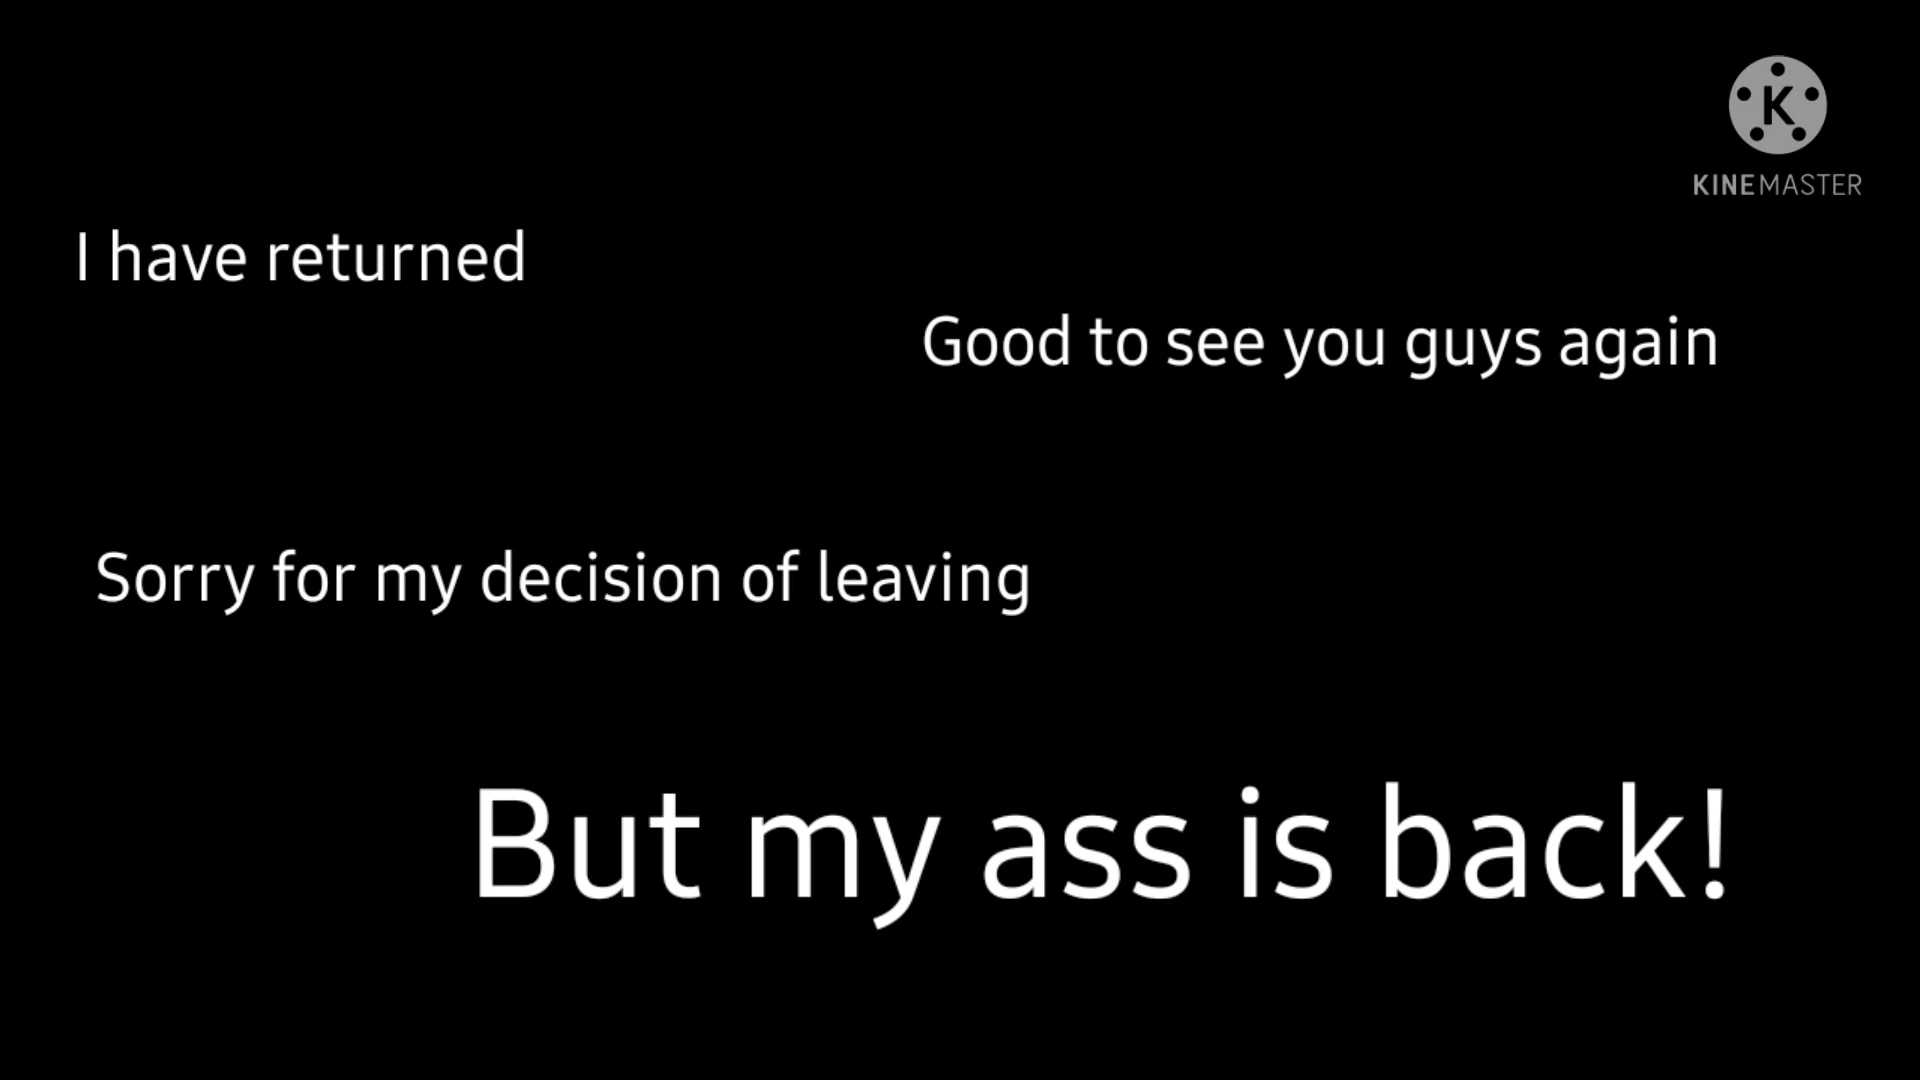 K
KINEMASTER
I have returned
Good to see you guys again
Sorry for my decision of leaving
But my ass is back!